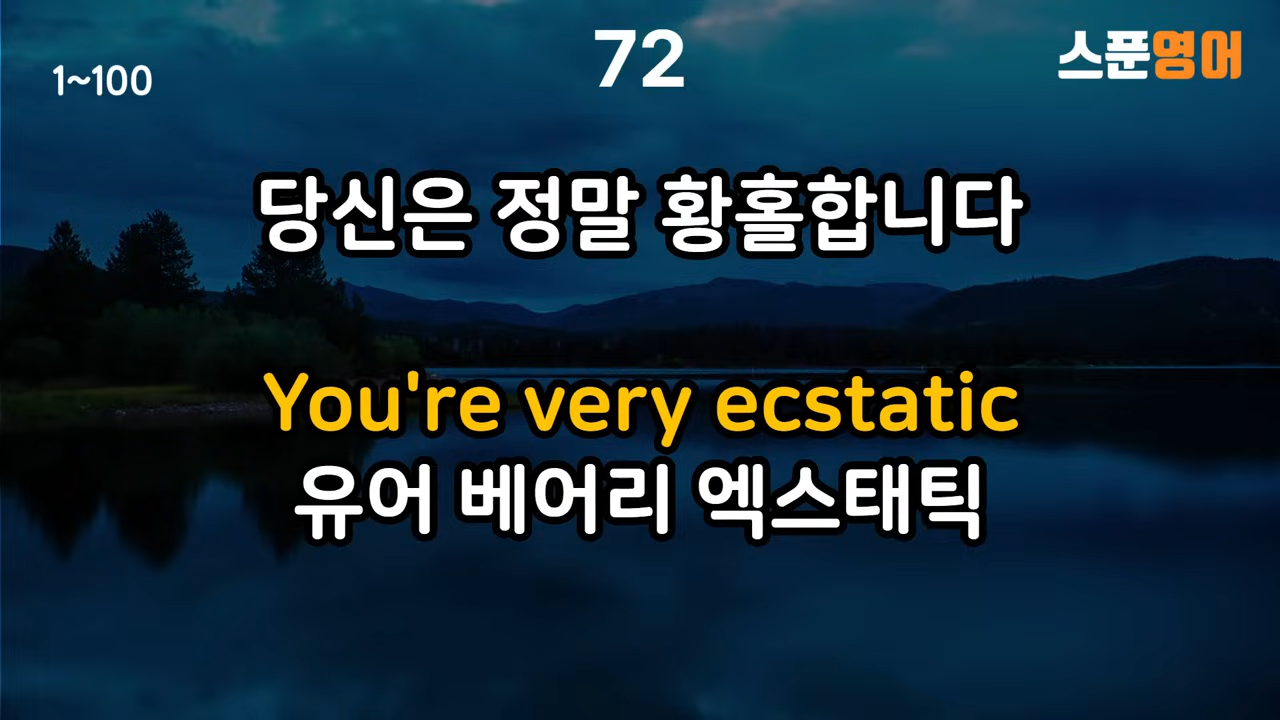 1~100
72
스푼영어
당신은 정말 황홀합니다
You're very ecstatic
유어 베어리 엑스태틱